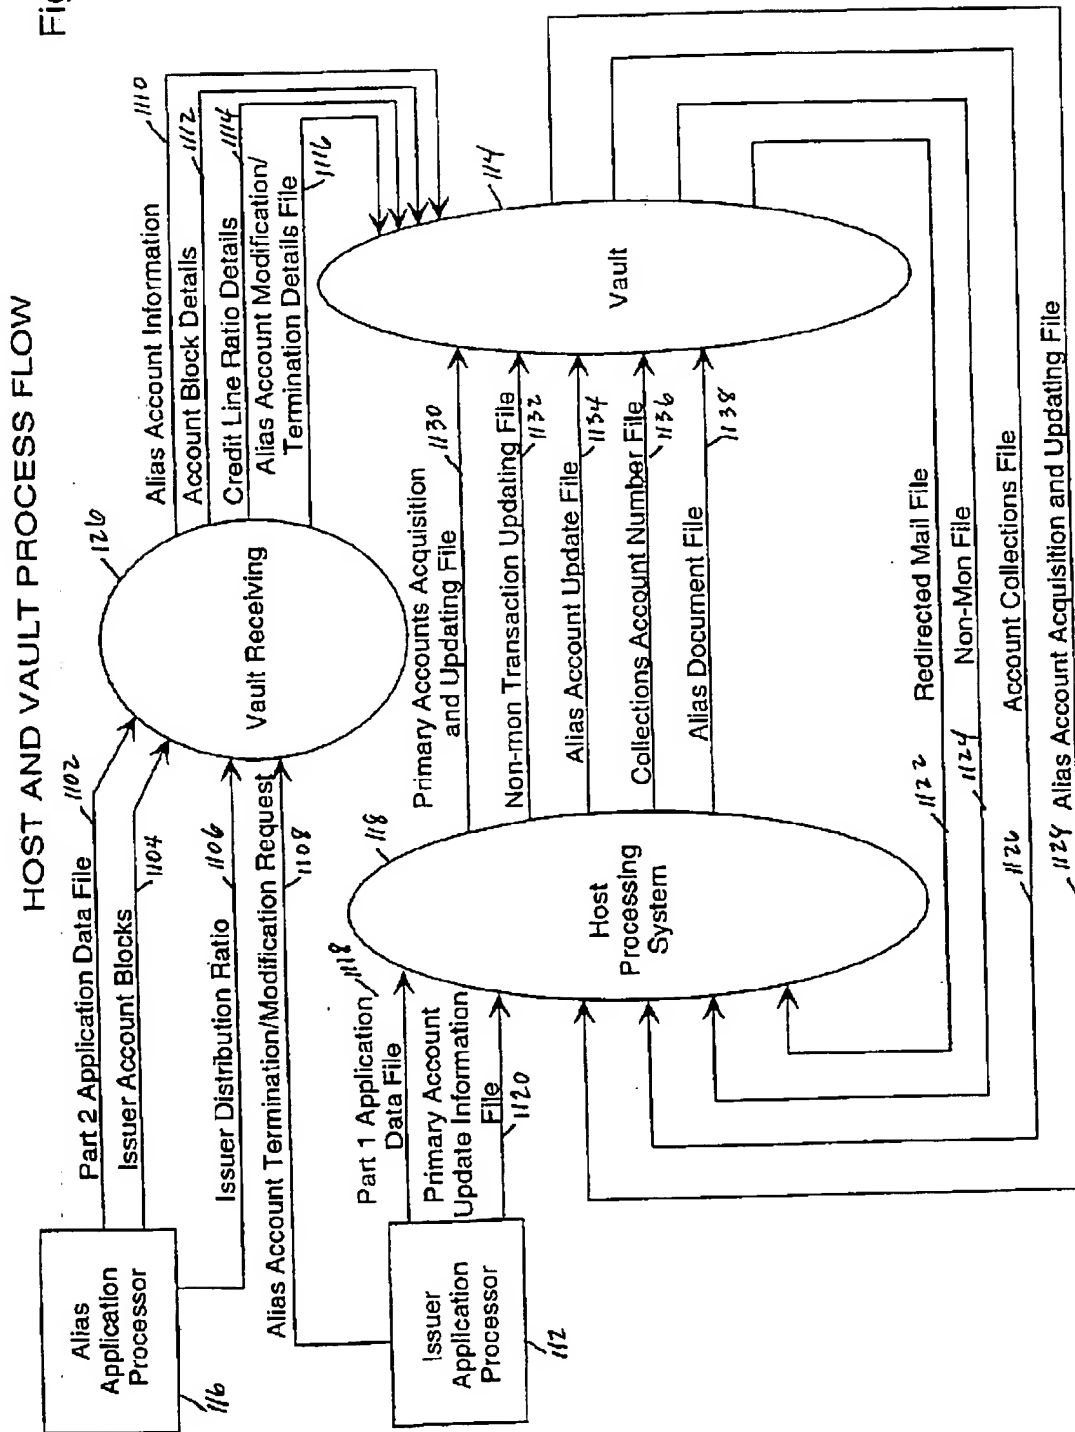 Fig
HOST AND VAULT PROCESS FLOW
Alias
Application
Processor
116
Part 2 Application Data File
1102
Issuer Account Blocks
1104
Issuer Distribution Ratio
1106
Alias Account Termination/Modification Request
1108
Vault Receiving
126
Alias Account Information
1110
Account Block Details
1112
Credit Line Ratio Details
1114
Alias Account Modification/
Termination Details File
1116
Issuer
Application
Processor
112
Part 1 Application
Data File
1118
Primary Account
Update Information
File
1120
Host
Processing
System
118
Primary Accounts Acquisition
and Updating File
1130
Non-mon Transaction Updating File
1132
Alias Account Update File
1134
Collections Account Number File
1136
Alias Document File
1138
Vault
114
1122
Redirected Mail File
1124
Non-Mon File
1126
Account Collections File
1129 Alias Account Acquisition and Updating File